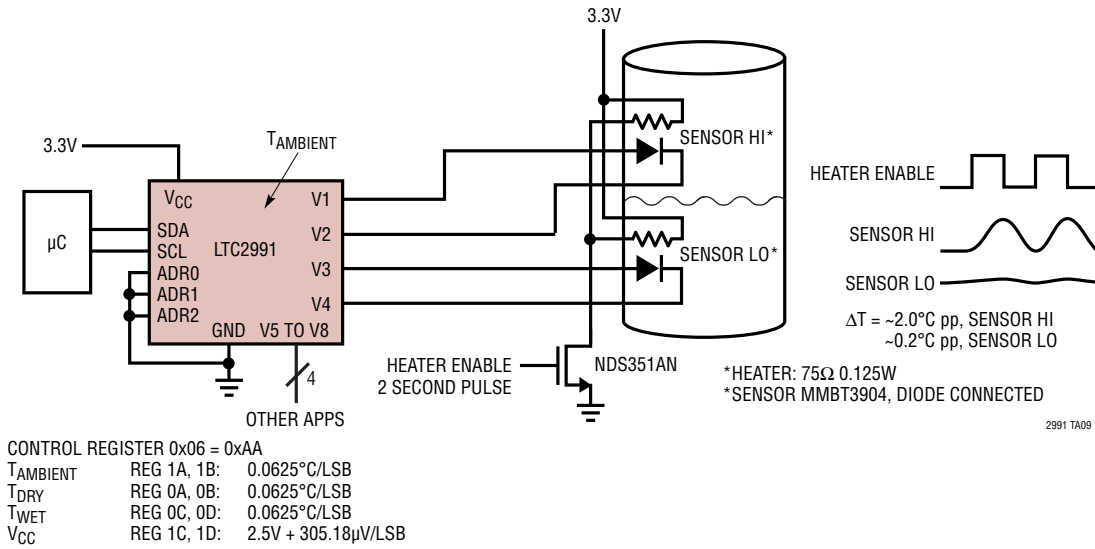 3.3V
3.3V
TAMBIENT
VCC
SDA
SCL
ADR0
ADR1
ADR2
GND
V5 TO V8
LTC2991
V1
V2
V3
V4
µC
4
OTHER APPS
SENSOR HI*
SENSOR LO*
HEATER ENABLE
2 SECOND PULSE
NDS351AN
HEATER ENABLE
SENSOR HI
SENSOR LO
ΔT = ~2.0°C pp, SENSOR HI
~0.2°C pp, SENSOR LO
*HEATER: 75Ω 0.125W
*SENSOR MMBT3904, DIODE CONNECTED
2991 TA09
CONTROL REGISTER 0x06 = 0xAA
TAMBIENT REG 1A, 1B: 0.0625°C/LSB
TDRY REG 0A, 0B: 0.0625°C/LSB
TWET REG 0C, 0D: 0.0625°C/LSB
VCC REG 1C, 1D: 2.5V + 305.18µV/LSB